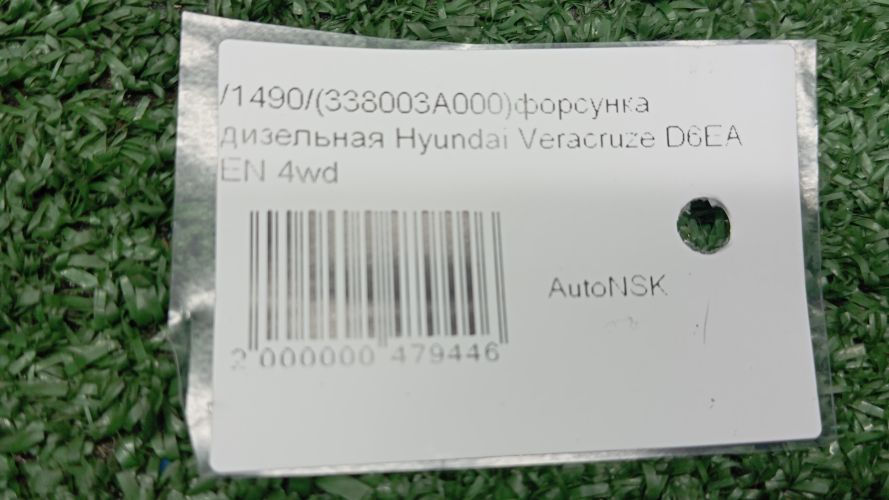 /1490/(338003A000)форсунка
дизельная Hyundai Veracruze D6EA
EN 4wd
2 000000 479446
AutoNSK